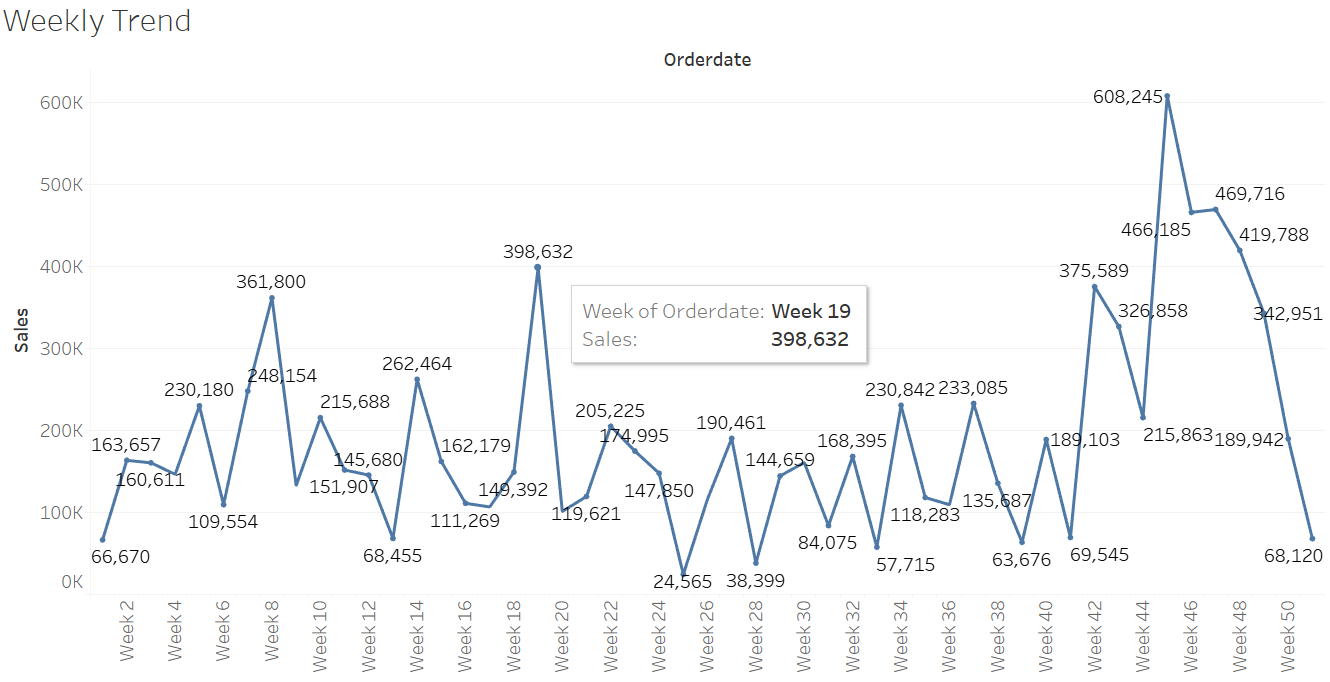 Weekly Trend
Orderdate
Sales
600K
500K
400K
300K
200K
100K
0K
66,670
163,657
160,611
230,180
109,554
248,154
361,800
215,688
151,907
145,680
68,455
262,464
162,179
111,269
149,392
398,632
119,621
205,225
174,995
147,850
24,565
190,461
38,399
144,659
84,075
168,395
57,715
230,842
118,283
233,085
135,687
63,676
189,103
69,545
375,589
326,858
215,863
608,245
466,185
469,716
419,788
342,951
189,942
68,120
Week of Orderdate: Week 19
Sales: 398,632
Week 2
Week 4
Week 6
Week 8
Week 10
Week 12
Week 14
Week 16
Week 18
Week 20
Week 22
Week 24
Week 26
Week 28
Week 30
Week 32
Week 34
Week 36
Week 38
Week 40
Week 42
Week 44
Week 46
Week 48
Week 50